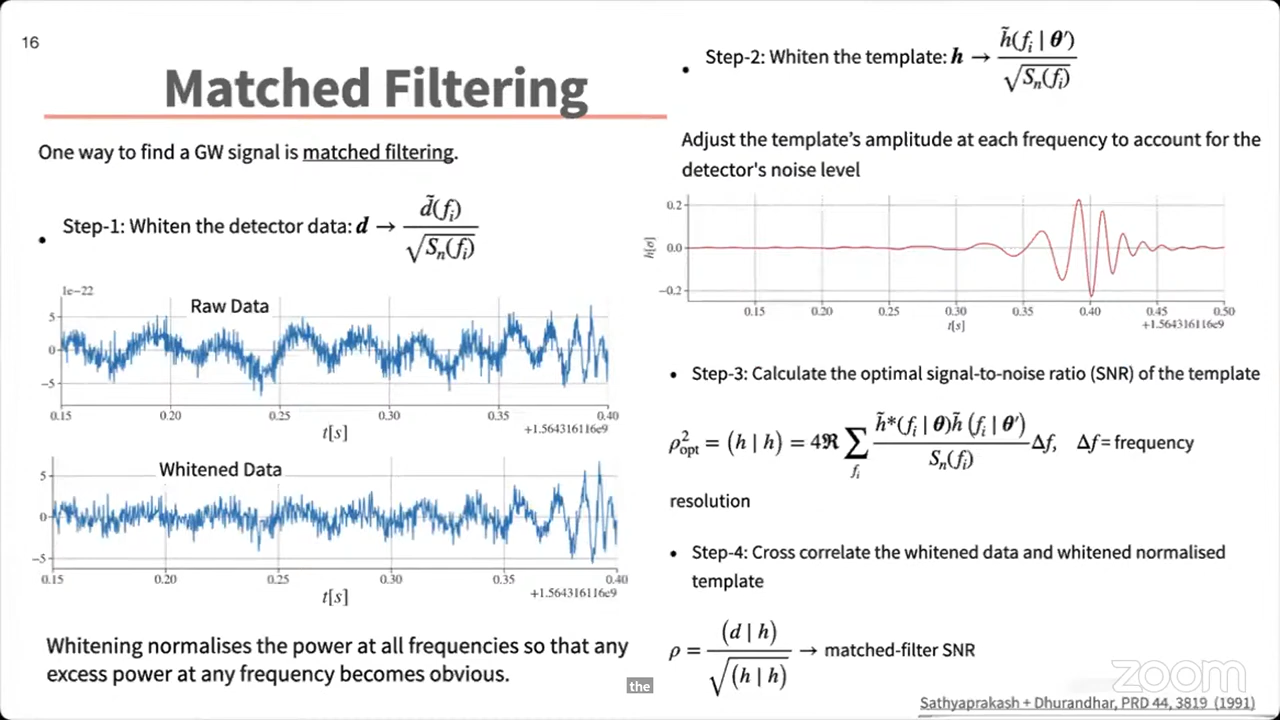 16
Matched Filtering
One way to find a GW signal is matched filtering.
• Step-1: Whiten the detector data: d → d̃(fᵢ) / √Sₙ(fᵢ)
1e−22
Raw Data
5
0
−5
0.15 0.20 0.25 0.30 0.35 0.40
t[s]
+1.564316116e9
Whitened Data
5
0
−5
0.15 0.20 0.25 0.30 0.35 0.40
t[s]
+1.564316116e9
Whitening normalises the power at all frequencies so that any
excess power at any frequency becomes obvious.
• Step-2: Whiten the template: h → h̃(fᵢ | θ′) / √Sₙ(fᵢ)
Adjust the template's amplitude at each frequency to account for the
detector's noise level
0.2
0.0
−0.2
h[σ]
0.15 0.20 0.25 0.30 0.35 0.40 0.45 0.50
t[s]
+1.564316116e9
• Step-3: Calculate the optimal signal-to-noise ratio (SNR) of the template
ρ²opt = (h | h) = 4ℜ ∑fᵢ h̃*(fᵢ | θ)h̃ (fᵢ | θ′) / Sₙ(fᵢ) Δf, Δf = frequency
resolution
• Step-4: Cross correlate the whitened data and whitened normalised
template
ρ = (d | h) / √(h | h) → matched-filter SNR
the
zoom
Sathyaprakash + Dhurandhar, PRD 44, 3819 (1991)